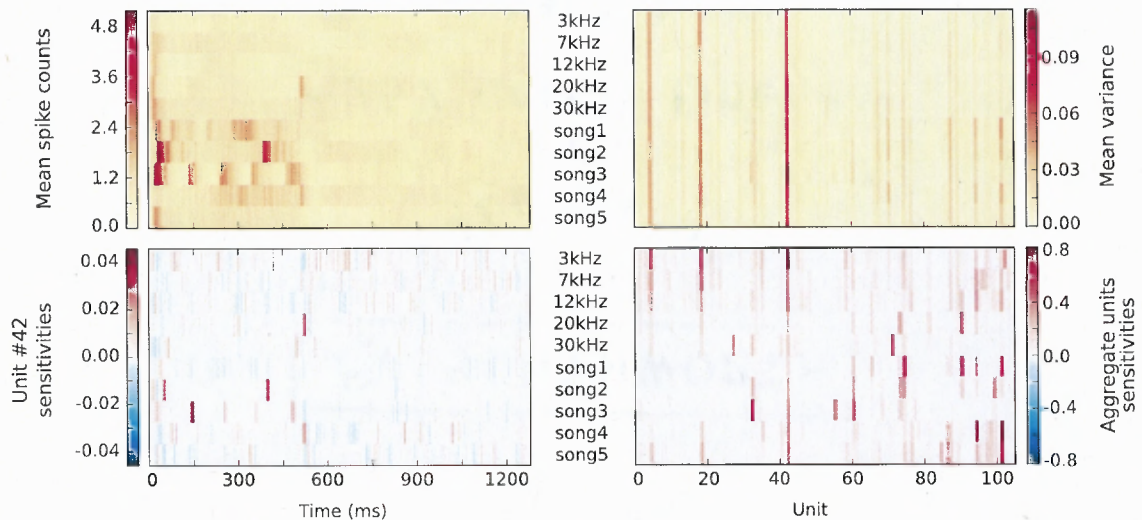 Mean spike counts
4.8
3.6
2.4
1.2
0.0
3kHz
7kHz
12kHz
20kHz
30kHz
song1
song2
song3
song4
song5
0.09
0.06
0.03
0.00
Mean variance
Unit #42
sensitivities
0.04
0.02
0.00
-0.02
-0.04
0
300
600
900
1200
Time (ms)
3kHz
7kHz
12kHz
20kHz
30kHz
song1
song2
song3
song4
song5
0
20
40
60
80
100
Unit
0.8
0.4
0.0
-0.4
-0.8
Aggregate units
sensitivities